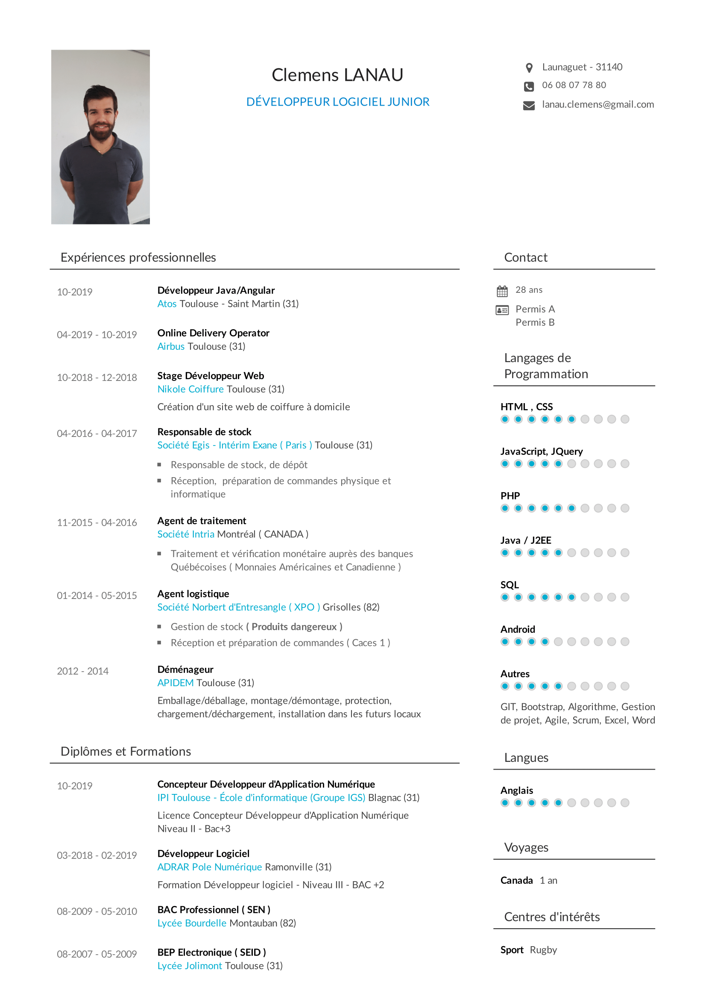 Clemens LANAU
DÉVELOPPEUR LOGICIEL JUNIOR
Launaguet - 31140
06 08 07 78 80
lanau.clemens@gmail.com
Expériences professionnelles
10-2019
Développeur Java/Angular
Atos Toulouse - Saint Martin (31)
04-2019 - 10-2019
Online Delivery Operator
Airbus Toulouse (31)
10-2018 - 12-2018
Stage Développeur Web
Nikole Coiffure Toulouse (31)
Création d'un site web de coiffure à domicile
04-2016 - 04-2017
Responsable de stock
Société Egis - Intérim Exane ( Paris ) Toulouse (31)
Responsable de stock, de dépôt
Réception,  préparation de commandes physique et
informatique
11-2015 - 04-2016
Agent de traitement
Société Intria Montréal ( CANADA )
Traitement et vérification monétaire auprès des banques
Québécoises ( Monnaies Américaines et Canadienne )
01-2014 - 05-2015
Agent logistique
Société Norbert d'Entresangle ( XPO ) Grisolles (82)
Gestion de stock ( Produits dangereux )
Réception et préparation de commandes ( Caces 1 )
2012 - 2014
Déménageur
APIDEM Toulouse (31)
Emballage/déballage, montage/démontage, protection,
chargement/déchargement, installation dans les futurs locaux
Diplômes et Formations
10-2019
Concepteur Développeur d'Application Numérique
IPI Toulouse - École d'informatique (Groupe IGS) Blagnac (31)
Licence Concepteur Développeur d'Application Numérique
Niveau II - Bac+3
03-2018 - 02-2019
Développeur Logiciel
ADRAR Pole Numérique Ramonville (31)
Formation Développeur logiciel - Niveau III - BAC +2
08-2009 - 05-2010
BAC Professionnel ( SEN )
Lycée Bourdelle Montauban (82)
08-2007 - 05-2009
BEP Electronique ( SEID )
Lycée Jolimont Toulouse (31)
Contact
28 ans
Permis A
Permis B
Langages de
Programmation
HTML , CSS
JavaScript, JQuery
PHP
Java / J2EE
SQL
Android
Autres
GIT, Bootstrap, Algorithme, Gestion
de projet, Agile, Scrum, Excel, Word
Langues
Anglais
Voyages
Canada 1 an
Centres d'intérêts
Sport Rugby